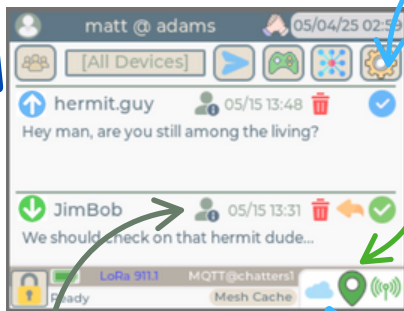 matt @ adams 05/04/25 02:59
[All Devices]
hermit.guy 05/15 13:48
Hey man, are you still among the living?
JimBob 05/15 13:31
We should check on that hermit dude...
LoRa 911.1 MQTT@chatters1
Ready Mesh Cache